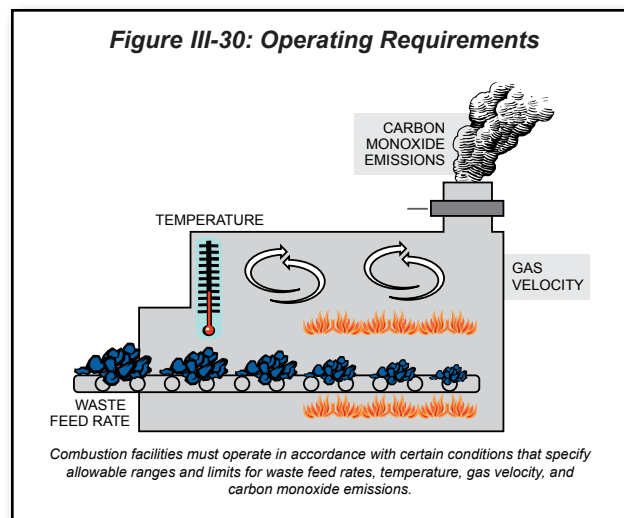 Figure III-30: Operating Requirements
CARBON
MONOXIDE
EMISSIONS
TEMPERATURE
GAS
VELOCITY
WASTE
FEED RATE
Combustion facilities must operate in accordance with certain conditions that specify
allowable ranges and limits for waste feed rates, temperature, gas velocity, and
carbon monoxide emissions.